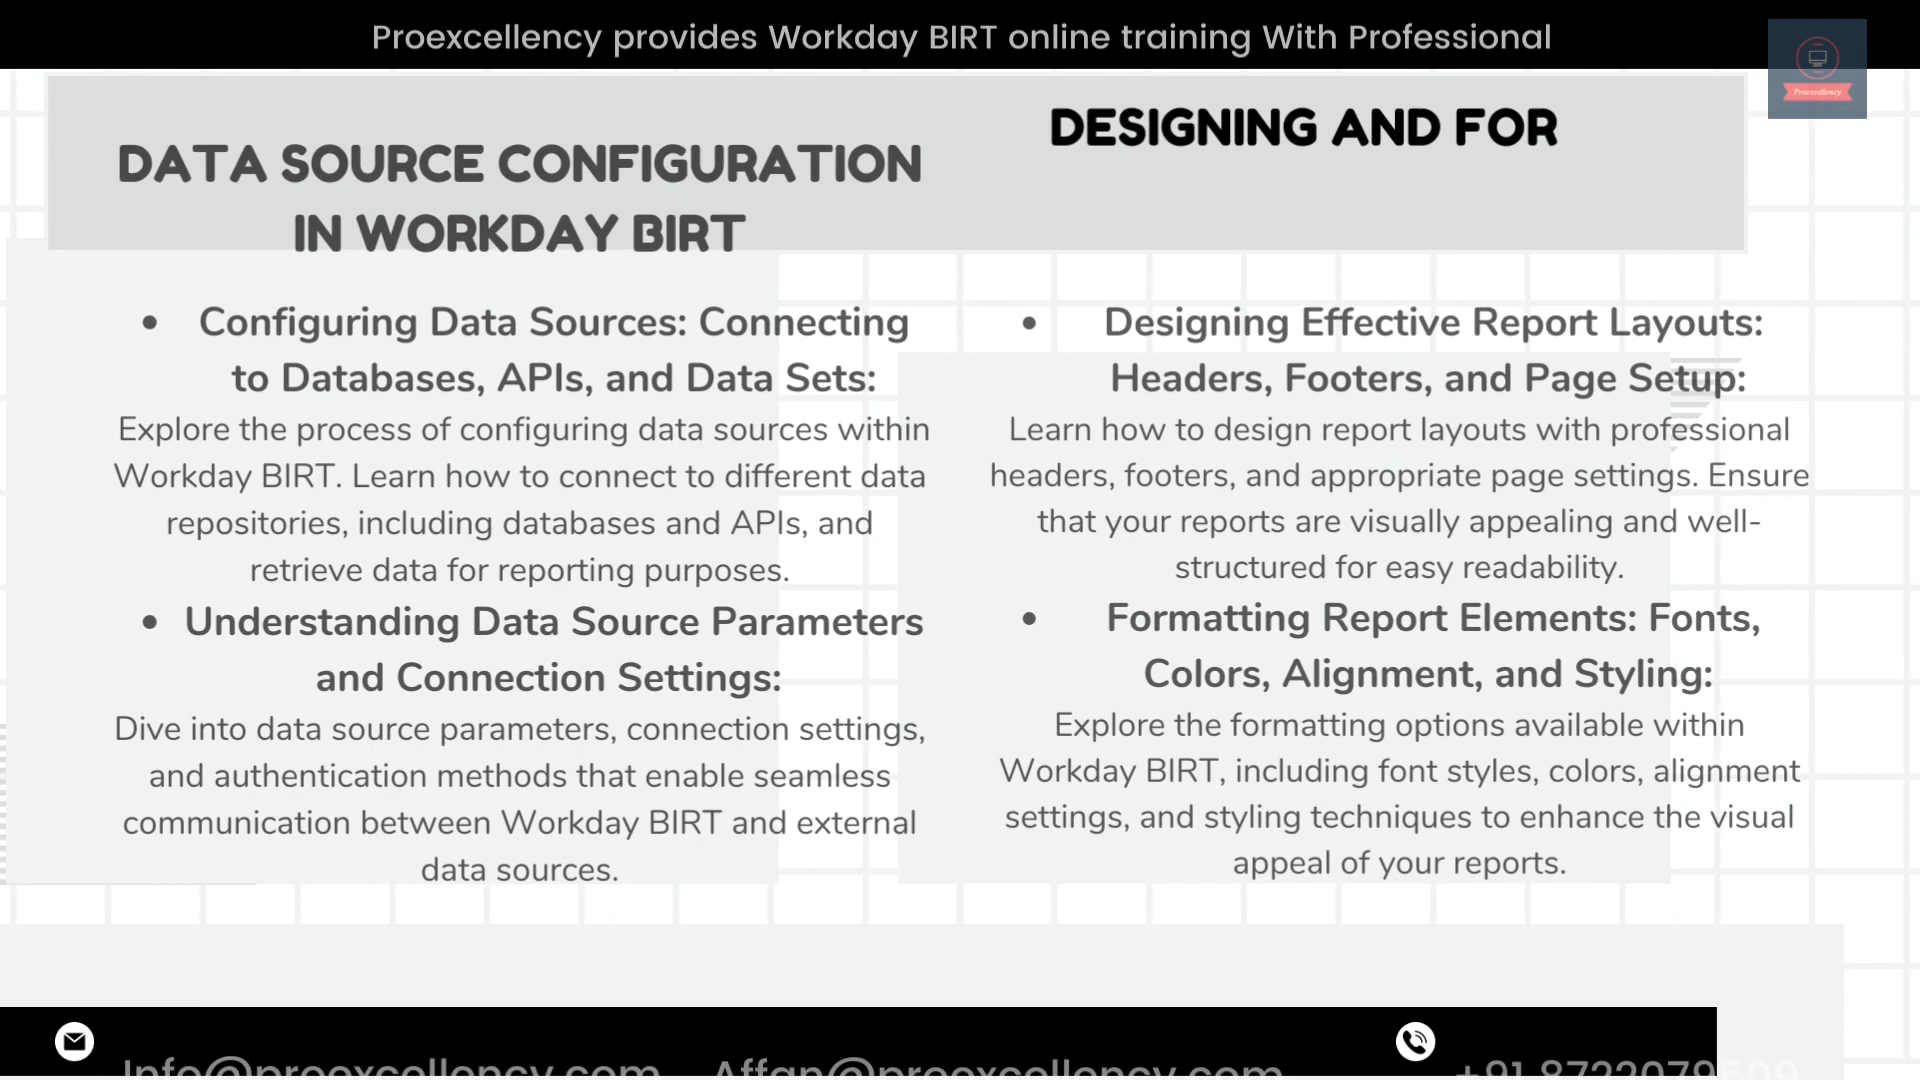 Proexcellency provides Workday BIRT online training With Professional
Proexcellency
DATA SOURCE CONFIGURATION
IN WORKDAY BIRT
• Configuring Data Sources: Connecting
to Databases, APIs, and Data Sets:
Explore the process of configuring data sources within
Workday BIRT. Learn how to connect to different data
repositories, including databases and APIs, and
retrieve data for reporting purposes.
• Understanding Data Source Parameters
and Connection Settings:
Dive into data source parameters, connection settings,
and authentication methods that enable seamless
communication between Workday BIRT and external
data sources.
DESIGNING AND FOR
• Designing Effective Report Layouts:
Headers, Footers, and Page Setup:
Learn how to design report layouts with professional
headers, footers, and appropriate page settings. Ensure
that your reports are visually appealing and well-
structured for easy readability.
• Formatting Report Elements: Fonts,
Colors, Alignment, and Styling:
Explore the formatting options available within
Workday BIRT, including font styles, colors, alignment
settings, and styling techniques to enhance the visual
appeal of your reports.
Info@proexcellency.com
Affan@proexcellency.com